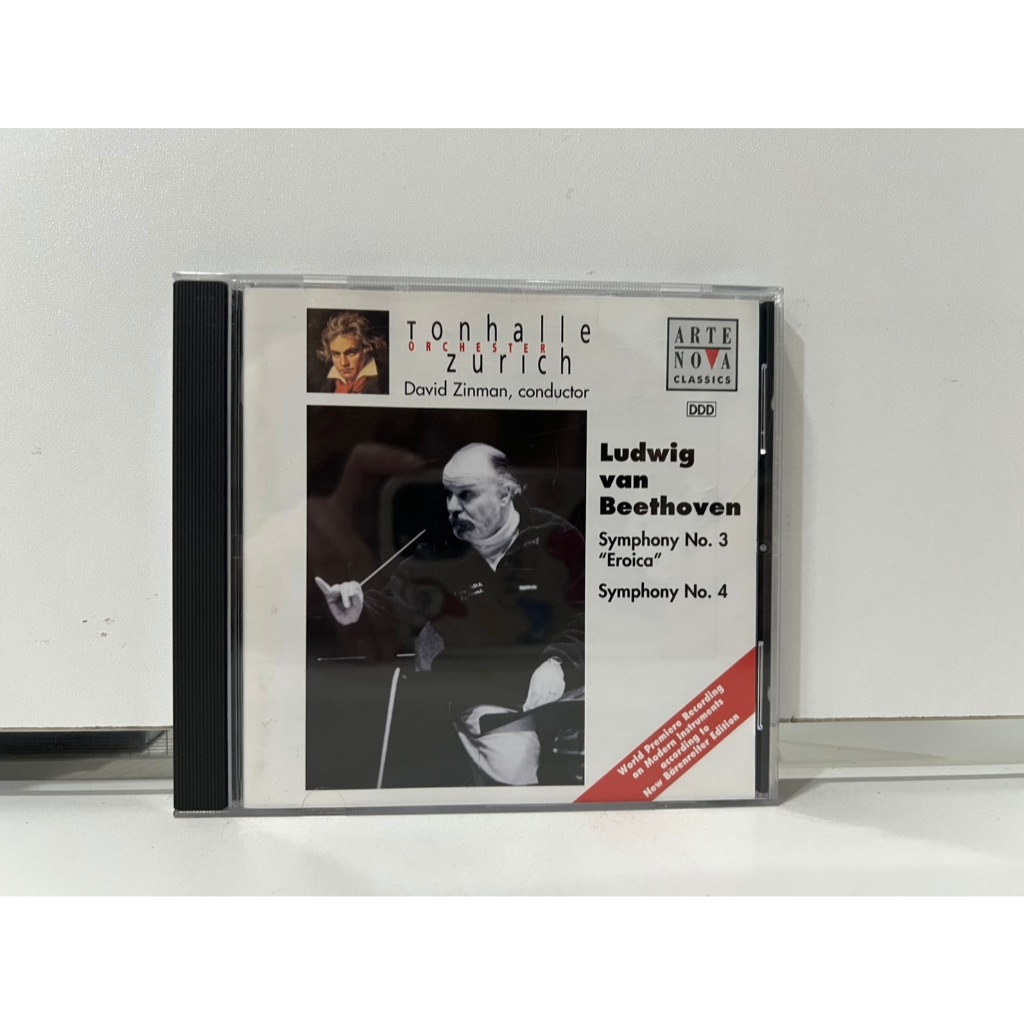 Tonhalle
ORCHESTER
zurich
David Zinman, conductor
ARTE
NOVA
CLASSICS
DDD
Ludwig
van
Beethoven
Symphony No. 3
"Eroica"
Symphony No. 4
World Premiere Recording
on Modern Instruments
according to
New Bärenreiter Edition